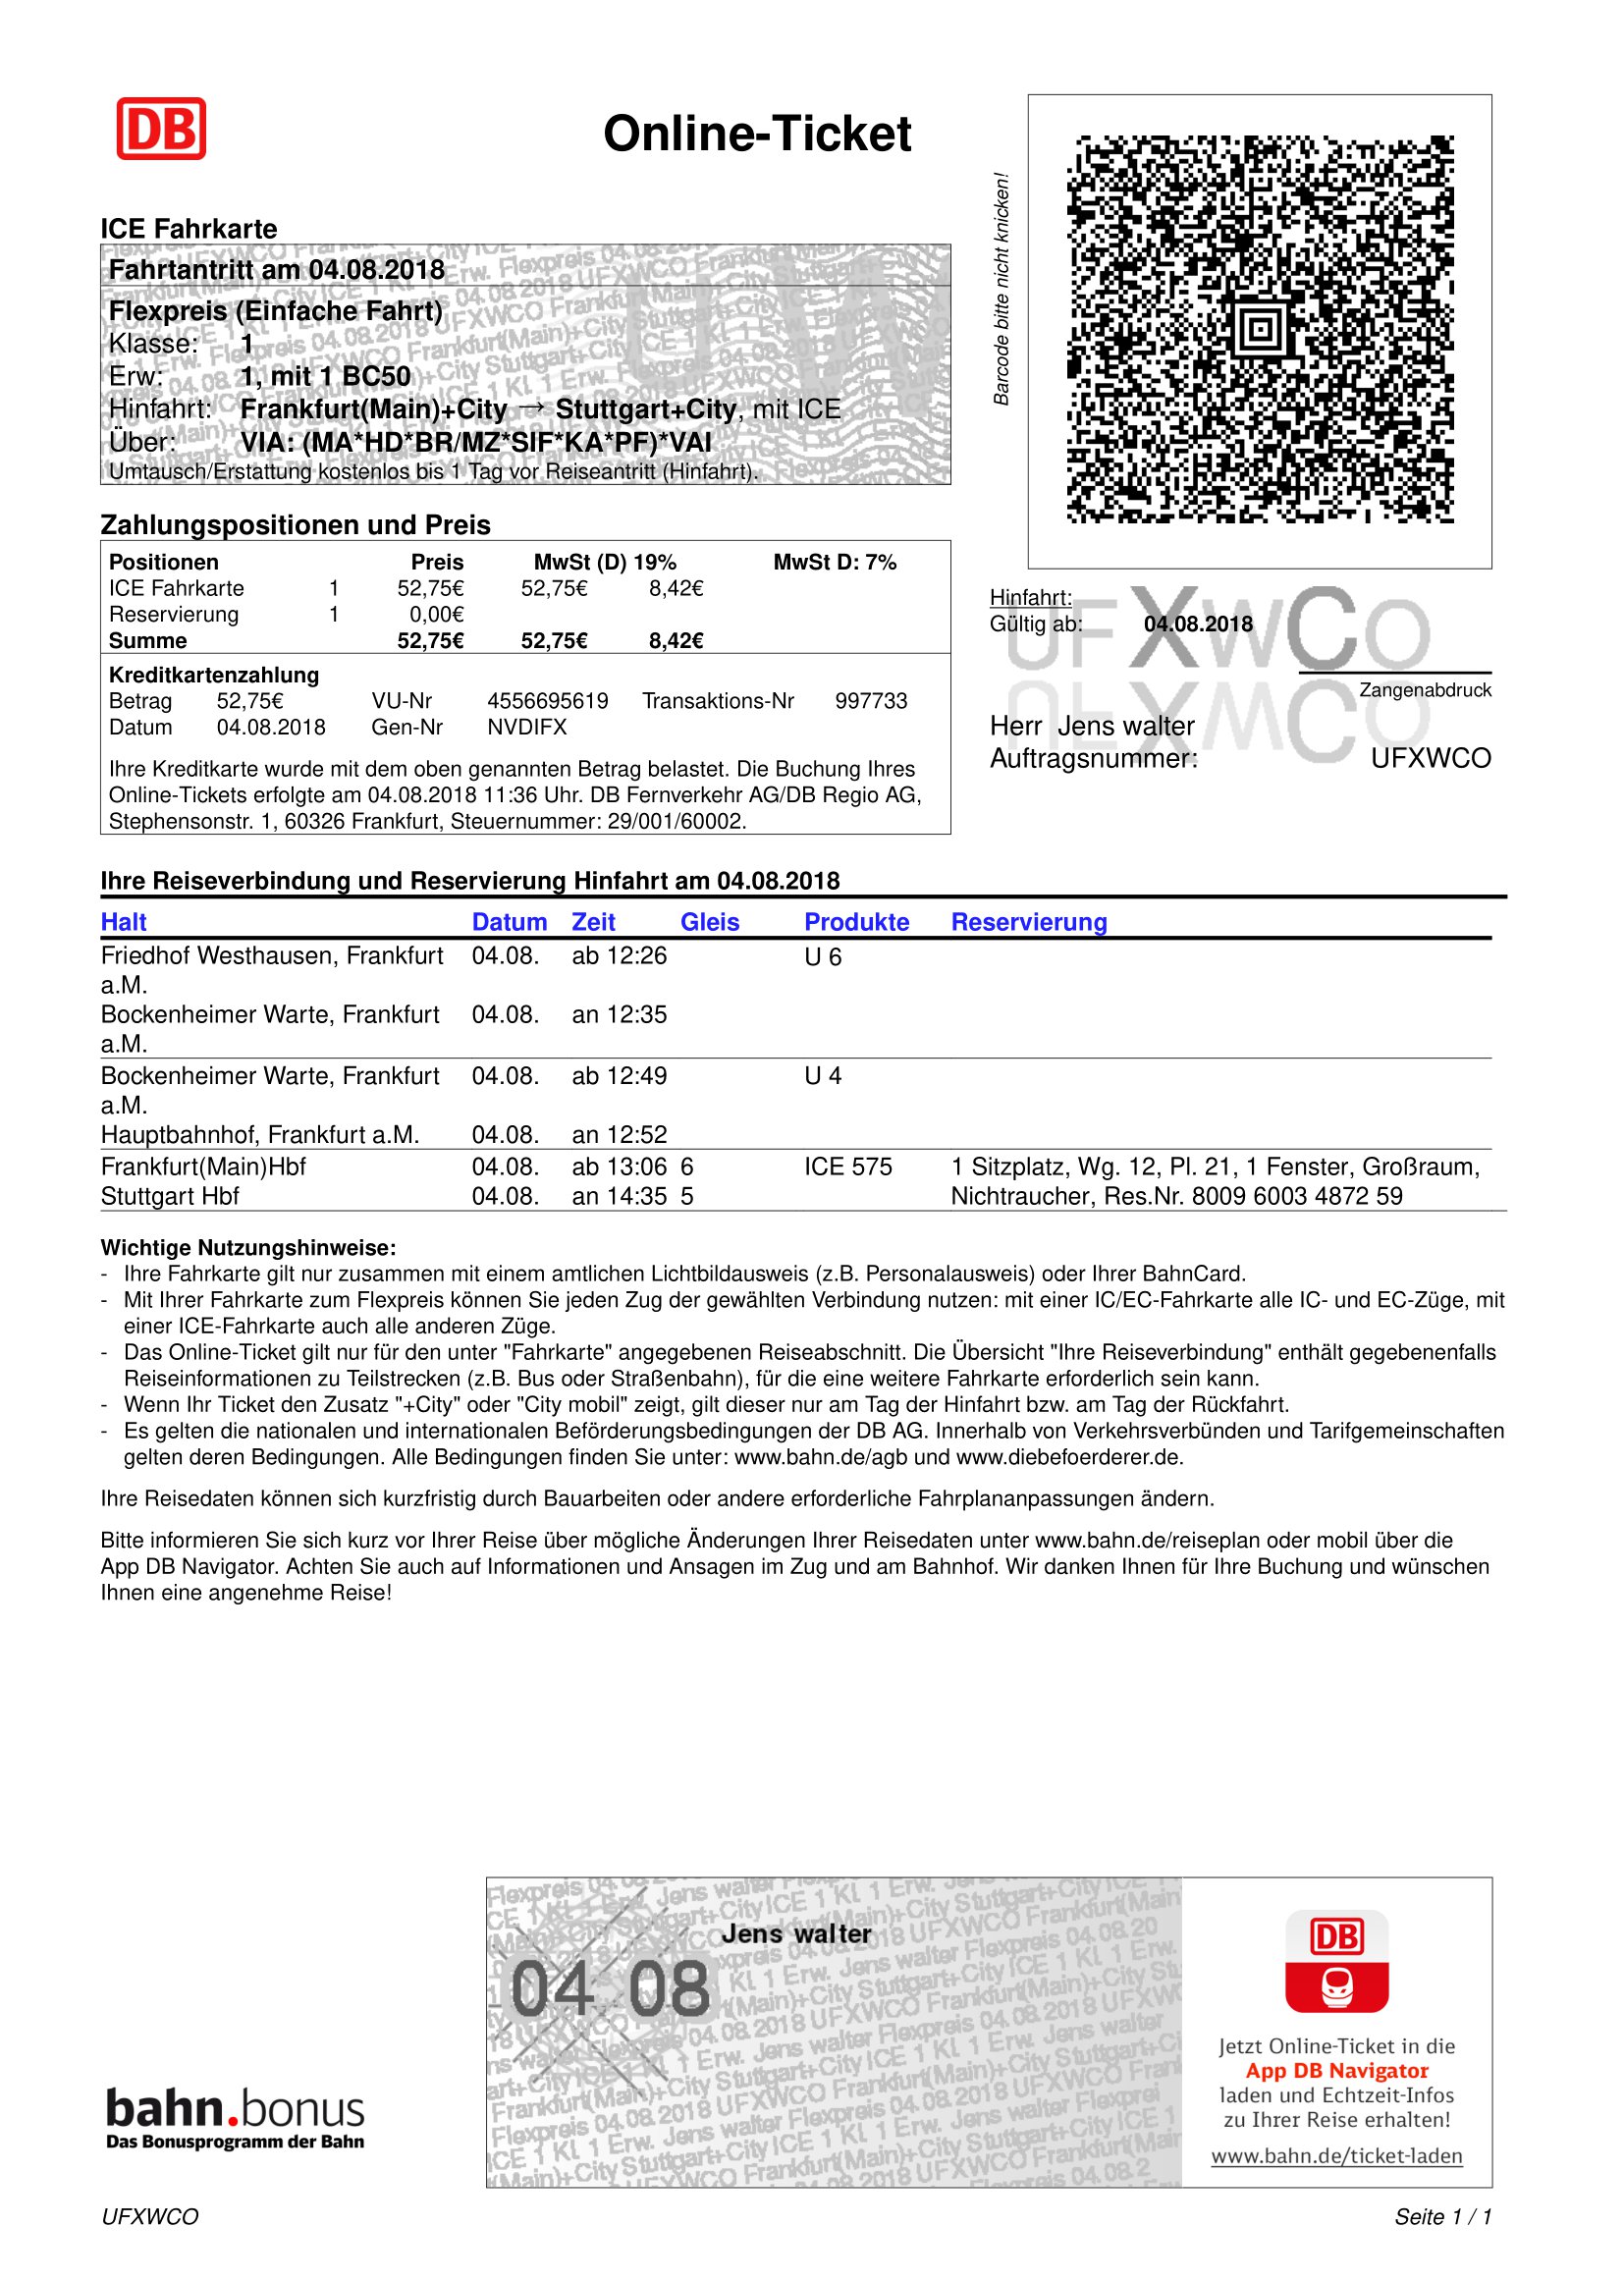 DB
Online-Ticket
Barcode bitte nicht knicken!
ICE Fahrkarte
Fahrtantritt am 04.08.2018
Flexpreis (Einfache Fahrt)
Klasse: 1
Erw: 1, mit 1 BC50
Hinfahrt: Frankfurt(Main)+City → Stuttgart+City, mit ICE
Über: VIA: (MA*HD*BR/MZ*SIF*KA*PF)*VAI
Umtausch/Erstattung kostenlos bis 1 Tag vor Reiseantritt (Hinfahrt).
Zahlungspositionen und Preis
Positionen Preis MwSt (D) 19% MwSt D: 7%
ICE Fahrkarte 1 52,75€ 52,75€ 8,42€
Reservierung 1 0,00€
Summe 52,75€ 52,75€ 8,42€
Kreditkartenzahlung
Betrag 52,75€ VU-Nr 4556695619 Transaktions-Nr 997733
Datum 04.08.2018 Gen-Nr NVDIFX
Ihre Kreditkarte wurde mit dem oben genannten Betrag belastet. Die Buchung Ihres
Online-Tickets erfolgte am 04.08.2018 11:36 Uhr. DB Fernverkehr AG/DB Regio AG,
Stephensonstr. 1, 60326 Frankfurt, Steuernummer: 29/001/60002.
Hinfahrt:
Gültig ab: 04.08.2018
UFXWCO
Zangenabdruck
Herr Jens walter
Auftragsnummer: UFXWCO
Ihre Reiseverbindung und Reservierung Hinfahrt am 04.08.2018
Halt Datum Zeit Gleis Produkte Reservierung
Friedhof Westhausen, Frankfurt 04.08. ab 12:26 U 6
a.M.
Bockenheimer Warte, Frankfurt 04.08. an 12:35
a.M.
Bockenheimer Warte, Frankfurt 04.08. ab 12:49 U 4
a.M.
Hauptbahnhof, Frankfurt a.M. 04.08. an 12:52
Frankfurt(Main)Hbf 04.08. ab 13:06 6 ICE 575 1 Sitzplatz, Wg. 12, Pl. 21, 1 Fenster, Großraum,
Stuttgart Hbf 04.08. an 14:35 5 Nichtraucher, Res.Nr. 8009 6003 4872 59
Wichtige Nutzungshinweise:
- Ihre Fahrkarte gilt nur zusammen mit einem amtlichen Lichtbildausweis (z.B. Personalausweis) oder Ihrer BahnCard.
- Mit Ihrer Fahrkarte zum Flexpreis können Sie jeden Zug der gewählten Verbindung nutzen: mit einer IC/EC-Fahrkarte alle IC- und EC-Züge, mit
einer ICE-Fahrkarte auch alle anderen Züge.
- Das Online-Ticket gilt nur für den unter "Fahrkarte" angegebenen Reiseabschnitt. Die Übersicht "Ihre Reiseverbindung" enthält gegebenenfalls
Reiseinformationen zu Teilstrecken (z.B. Bus oder Straßenbahn), für die eine weitere Fahrkarte erforderlich sein kann.
- Wenn Ihr Ticket den Zusatz "+City" oder "City mobil" zeigt, gilt dieser nur am Tag der Hinfahrt bzw. am Tag der Rückfahrt.
- Es gelten die nationalen und internationalen Beförderungsbedingungen der DB AG. Innerhalb von Verkehrsverbünden und Tarifgemeinschaften
gelten deren Bedingungen. Alle Bedingungen finden Sie unter: www.bahn.de/agb und www.diebefoerderer.de.
Ihre Reisedaten können sich kurzfristig durch Bauarbeiten oder andere erforderliche Fahrplananpassungen ändern.
Bitte informieren Sie sich kurz vor Ihrer Reise über mögliche Änderungen Ihrer Reisedaten unter www.bahn.de/reiseplan oder mobil über die
App DB Navigator. Achten Sie auch auf Informationen und Ansagen im Zug und am Bahnhof. Wir danken Ihnen für Ihre Buchung und wünschen
Ihnen eine angenehme Reise!
Jens walter
04 08
DB
Jetzt Online-Ticket in die
App DB Navigator
laden und Echtzeit-Infos
zu Ihrer Reise erhalten!
www.bahn.de/ticket-laden
bahn.bonus
Das Bonusprogramm der Bahn
UFXWCO Seite 1 / 1